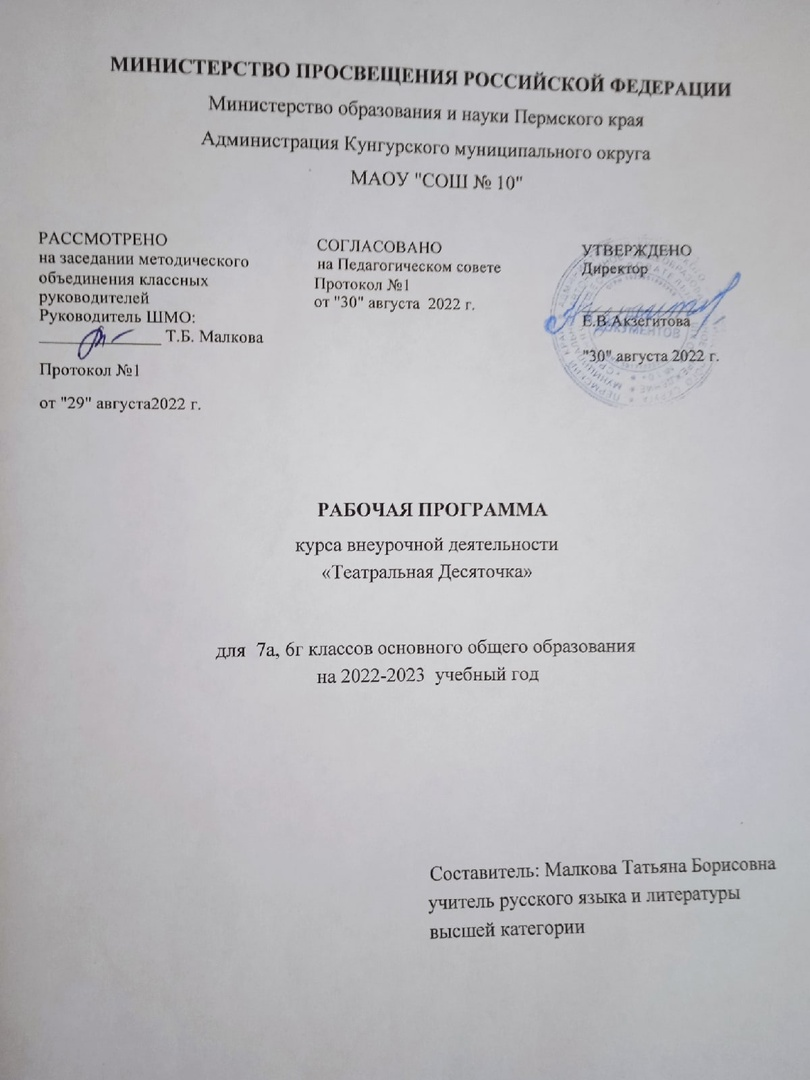 МИНИСТЕРСТВО ПРОСВЕЩЕНИЯ РОССИЙСКОЙ ФЕДЕРАЦИИ
Министерство образования и науки Пермского края
Администрация Кунгурского муниципального округа
МАОУ "СОШ № 10"
РАССМОТРЕНО
на заседании методического
объединения классных
руководителей
Руководитель ШМО:
______________ Т.Б. Малкова
Протокол №1
от "29" августа2022 г.
СОГЛАСОВАНО
на Педагогическом совете
Протокол №1
от "30" августа 2022 г.
УТВЕРЖДЕНО
Директор
Е.В.Акзегитова
ДОКУМЕНТОВ
"30" августа 2022 г.
РАБОЧАЯ ПРОГРАММА
курса внеурочной деятельности
«Театральная Десяточка»
для 7а, 6г классов основного общего образования
на 2022-2023 учебный год
Составитель: Малкова Татьяна Борисовна
учитель русского языка и литературы
высшей категории